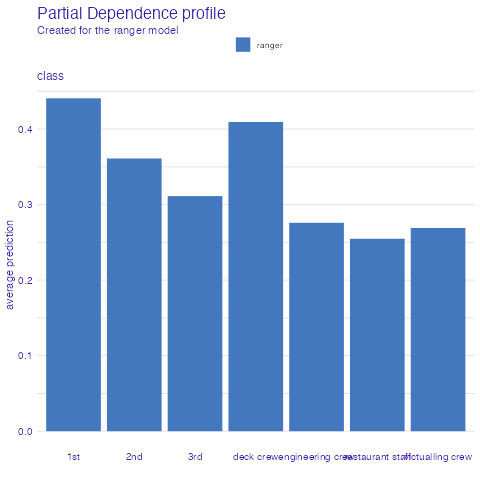 Partial Dependence profile
Created for the ranger model
ranger
class
0.4
0.3
0.2
0.1
0.0
average prediction
1st 2nd 3rd deck crew engineering crew restaurant staff victualling crew